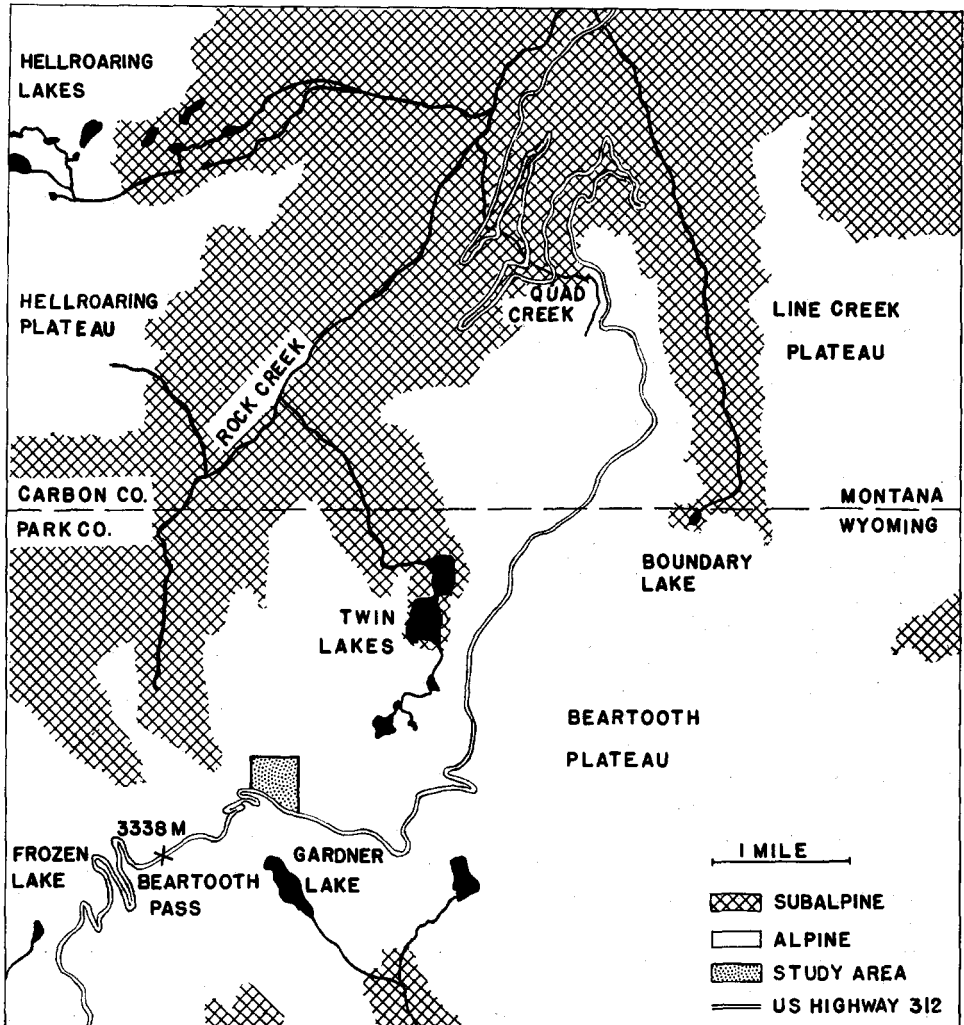 HELLROARING
LAKES
HELLROARING
PLATEAU
QUAD
CREEK
LINE CREEK
PLATEAU
ROCK CREEK
CARBON CO.
PARK CO.
MONTANA
WYOMING
BOUNDARY
LAKE
TWIN
LAKES
BEARTOOTH
PLATEAU
3338 M
FROZEN
LAKE
BEARTOOTH
PASS
GARDNER
LAKE
1 MILE
SUBALPINE
ALPINE
STUDY AREA
US HIGHWAY 312